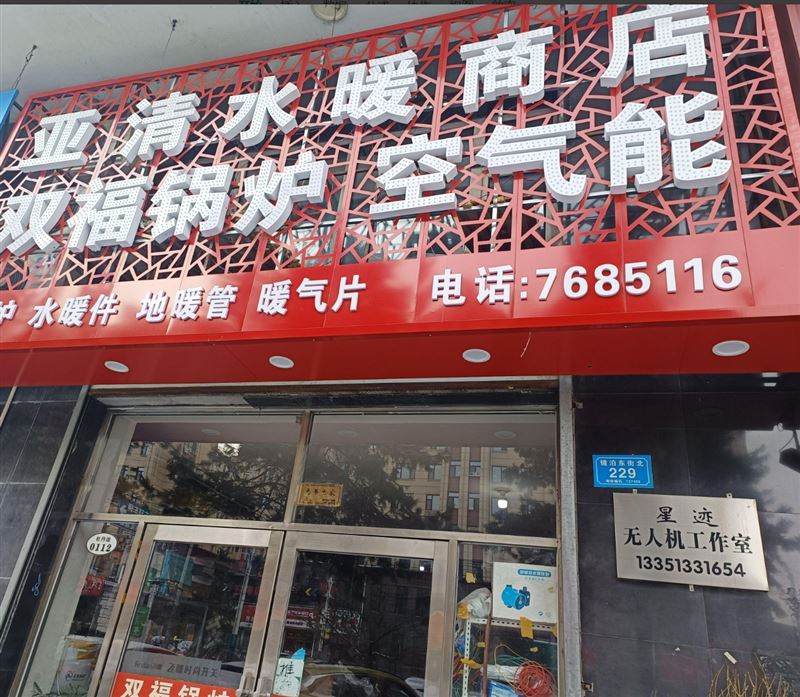 亚清水暖商店
双福锅炉 空气能
炉 水暖件 地暖管 暖气片 电话:7685116
镜泊东街北
229
星迹
无人机工作室
13351331654
0112
双福锅炉
推